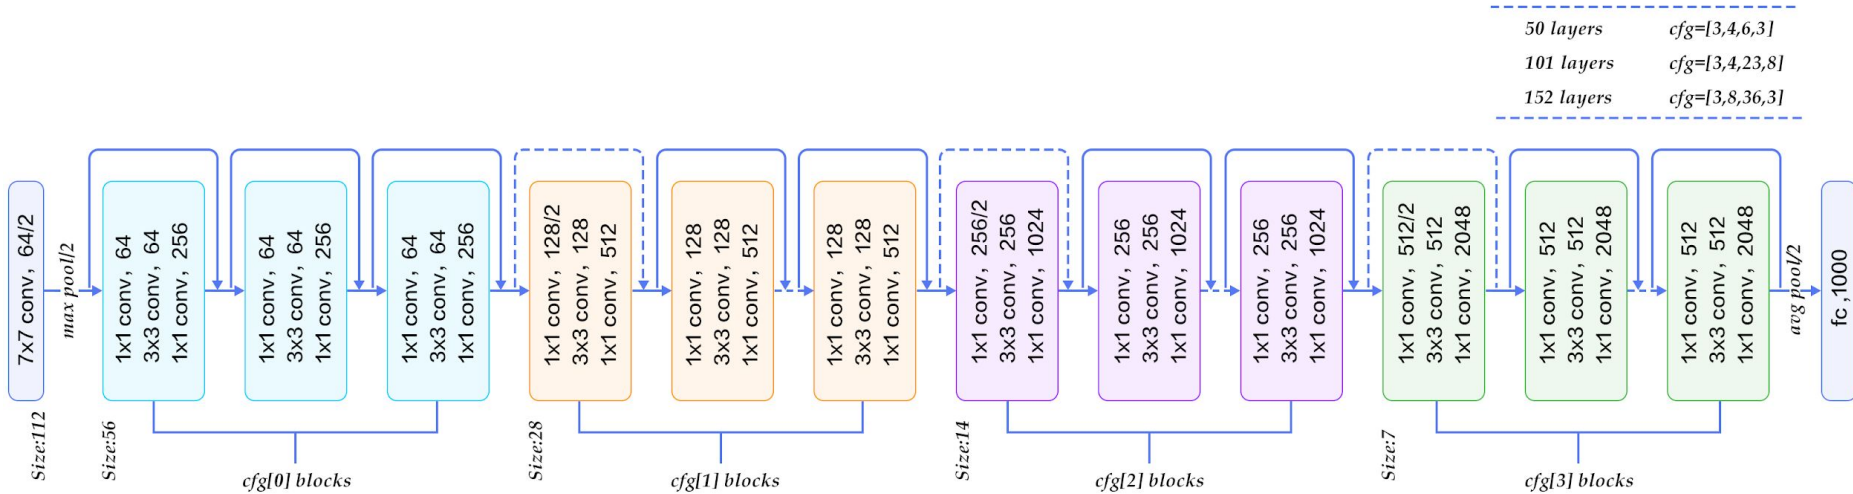 50 layers cfg=[3,4,6,3]
101 layers cfg=[3,4,23,8]
152 layers cfg=[3,8,36,3]
7x7 conv, 64/2
max pool/2
1x1 conv, 64
3x3 conv, 64
1x1 conv, 256
1x1 conv, 64
3x3 conv, 64
1x1 conv, 256
1x1 conv, 64
3x3 conv, 64
1x1 conv, 256
1x1 conv, 128/2
3x3 conv, 128
1x1 conv, 512
1x1 conv, 128
3x3 conv, 128
1x1 conv, 512
1x1 conv, 128
3x3 conv, 128
1x1 conv, 512
1x1 conv, 256/2
3x3 conv, 256
1x1 conv, 1024
1x1 conv, 256
3x3 conv, 256
1x1 conv, 1024
1x1 conv, 256
3x3 conv, 256
1x1 conv, 1024
1x1 conv, 512/2
3x3 conv, 512
1x1 conv, 2048
1x1 conv, 512
3x3 conv, 512
1x1 conv, 2048
1x1 conv, 512
3x3 conv, 512
1x1 conv, 2048
avg pool/2
fc ,1000
Size:112
Size:56
cfg[0] blocks
Size:28
cfg[1] blocks
Size:14
cfg[2] blocks
Size:7
cfg[3] blocks